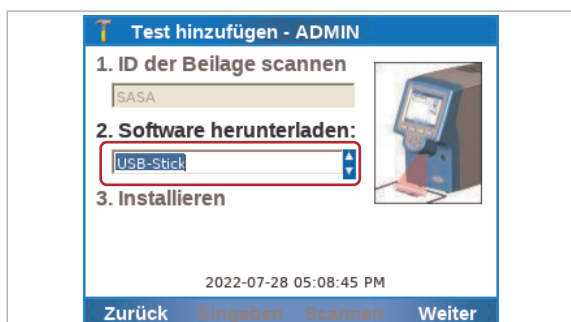 Test hinzufügen - ADMIN
1. ID der Beilage scannen
SASA
2. Software herunterladen:
USB-Stick
3. Installieren
2022-07-28 05:08:45 PM
Zurück Eingeben Scannen Weiter